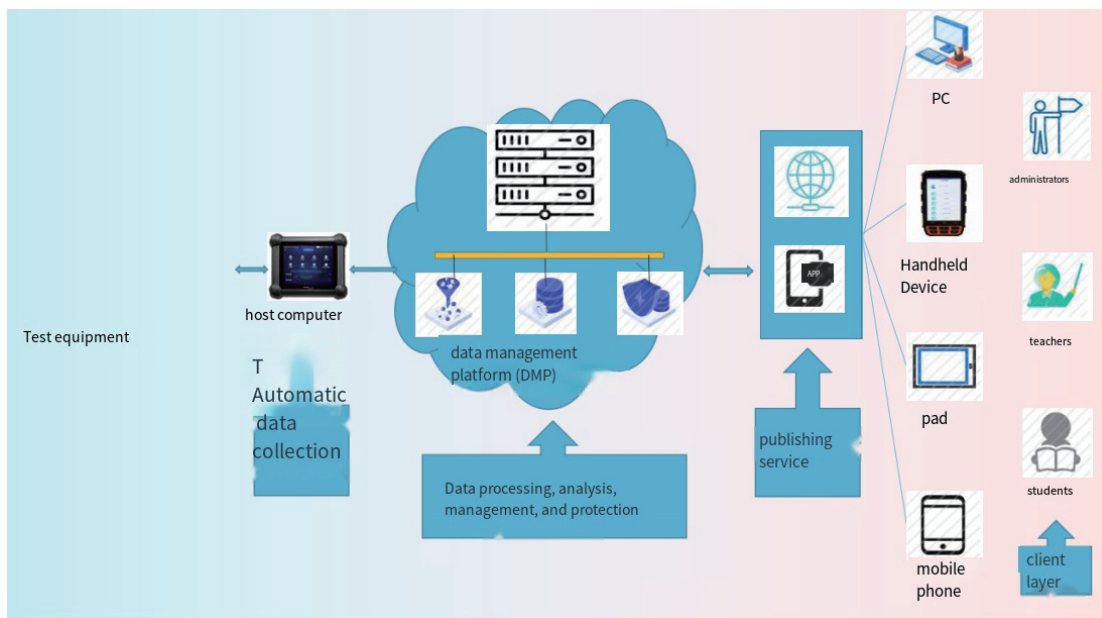 Test equipment
host computer
T
Automatic
data
collection
data management
platform (DMP)
Data processing, analysis,
management, and protection
APP
publishing
service
PC
Handheld
Device
pad
mobile
phone
administrators
teachers
students
client
layer